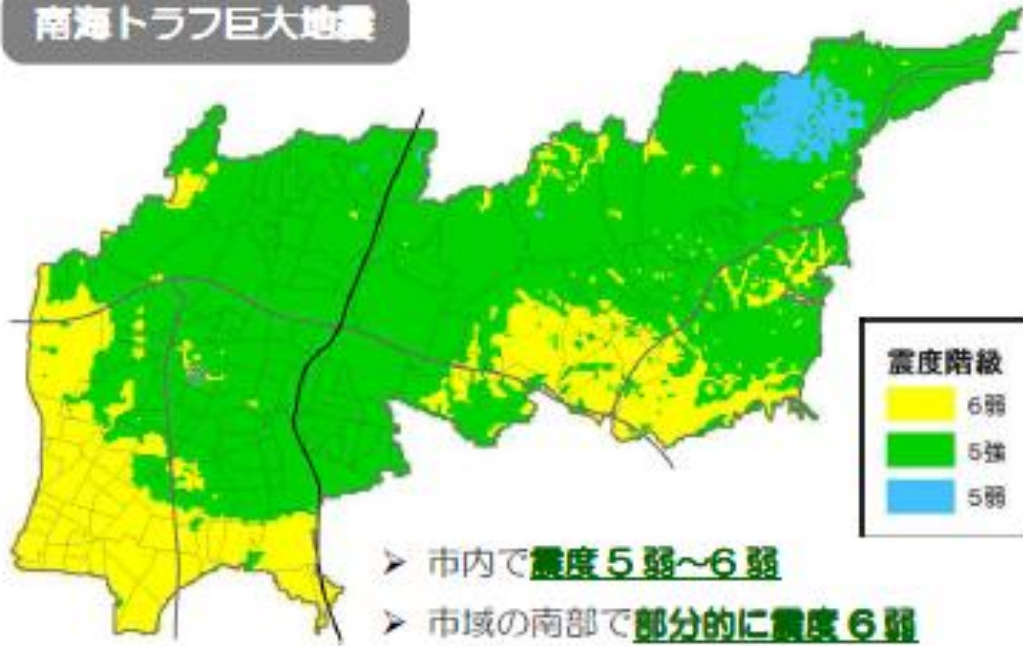 南海トラフ巨大地震
震度階級
6弱
5強
5弱
➤ 市内で震度5弱～6弱
➤ 市域の南部で部分的に震度6弱